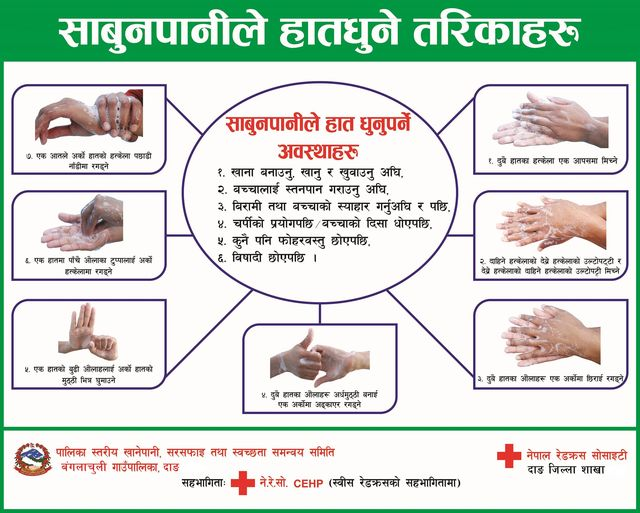 साबुनपानीले हातधुने तरिकाहरू
साबुनपानीले हात धुनुपर्ने
अवस्थाहरू
१. खाना बनाउनु, खानु र खुवाउनु अघि,
२. बच्चालाई स्तनपान गराउनु अघि,
३. बिरामी तथा बच्चाको स्याहार गर्नुअघि र पछि,
४. चर्पीको प्रयोगपछि/बच्चाको दिसा धोएपछि,
५. कुनै पनि फोहरवस्तु छोएपछि,
६. बिषादी छोएपछि ।
१. दुबै हातका हत्केला एक आपसमा मिच्ने
२. दाहिने हत्केलाको देब्रे हत्केलाको उल्टोपट्टी र
देब्रे हत्केलाको दाहिने हत्केलाको उल्टोपट्टी मिच्ने
३. दुबै हातका औंलाहरू एक अर्कोमा छिराई रगड्ने
४. दुबै हातका औंलाहरू अर्धमुठ्ठी बनाई
एक अर्कोमा अड्काएर रगड्ने
५. एक हातको बुढी औंलाहलाई अर्को हातको
मुठ्ठी भित्र घुमाउने
६. एक हातमा पाँचै औंलाका टुप्पालाई अर्को
हत्केलामा रगड्ने
७. एक आतले अर्को हातको हत्केला पछाडी
नाडीमा रगड्ने
पालिका स्तरीय खानेपानी, सरसफाइ तथा स्वच्छता समन्वय समिति
बंगलाचुली गाउँपालिका, दाङ
नेपाल रेडक्रस सोसाइटी
दाङ जिल्ला शाखा
सहभागिताः ने.रे.सो. CEHP (स्वीस रेडक्रसको सहभागितामा)